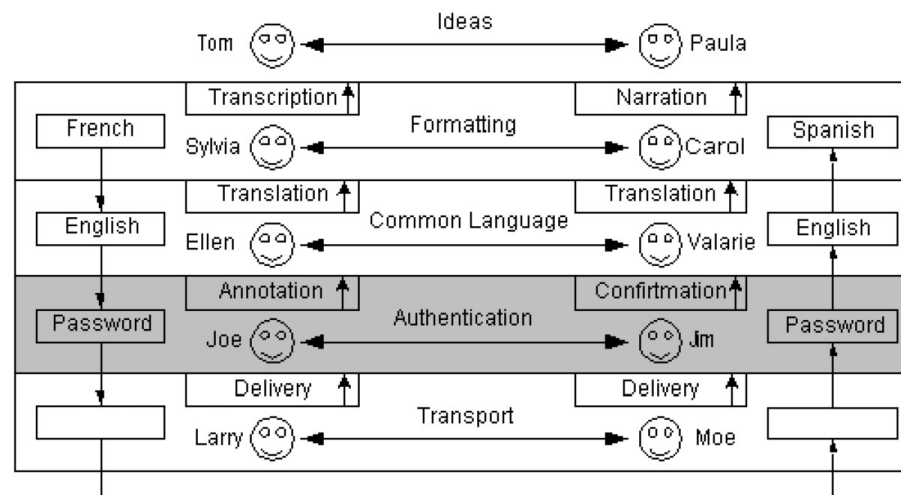 Ideas
Tom Paula
Transcription Narration
French Formatting Spanish
Sylvia Carol
Translation Translation
English Common Language English
Ellen Valarie
Annotation Confirtmation
Password Authentication Password
Joe Jim
Delivery Delivery
Transport
Larry Moe